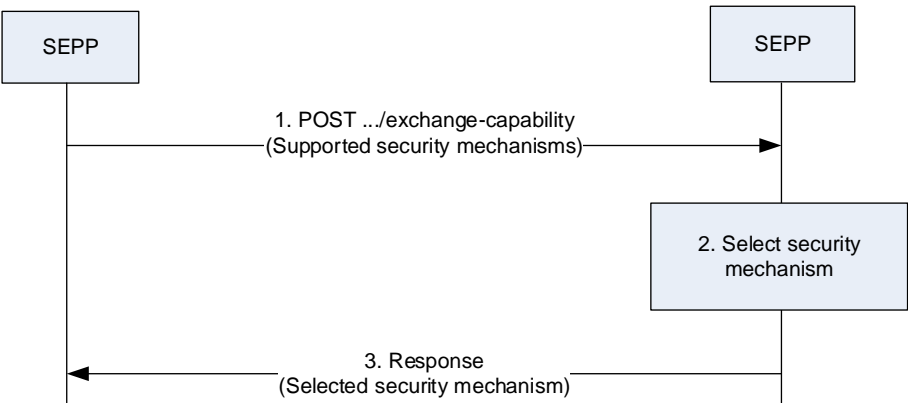 SEPP
SEPP
1. POST .../exchange-capability
(Supported security mechanisms)
2. Select security
mechanism
3. Response
(Selected security mechanism)